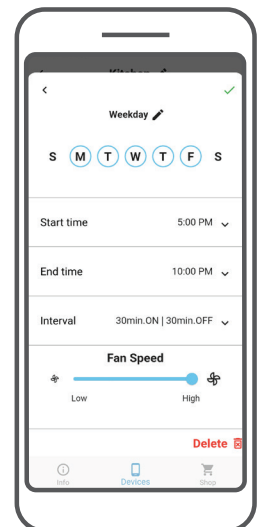 Weekday
S M T W T F S
Start time 5:00 PM
End time 10:00 PM
Interval 30min.ON | 30min.OFF
Fan Speed
Low High
Delete
Info Devices Shop